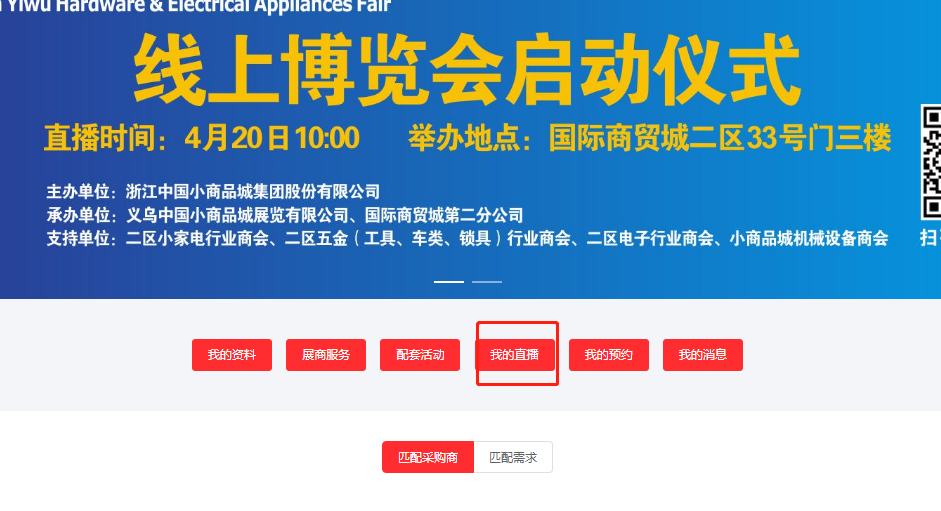 Yiwu Hardware & Electrical Appliances Fair
线上博览会启动仪式
直播时间：4月20日10:00 举办地点：国际商贸城二区33号门三楼
主办单位：浙江中国小商品城集团股份有限公司
承办单位：义乌中国小商品城展览有限公司、国际商贸城第二分公司
支持单位：二区小家电行业商会、二区五金（工具、车类、锁具）行业商会、二区电子行业商会、小商品城机械设备商会
扫
我的资料 展商服务 配套活动 我的直播 我的预约 我的消息
匹配采购商 匹配需求